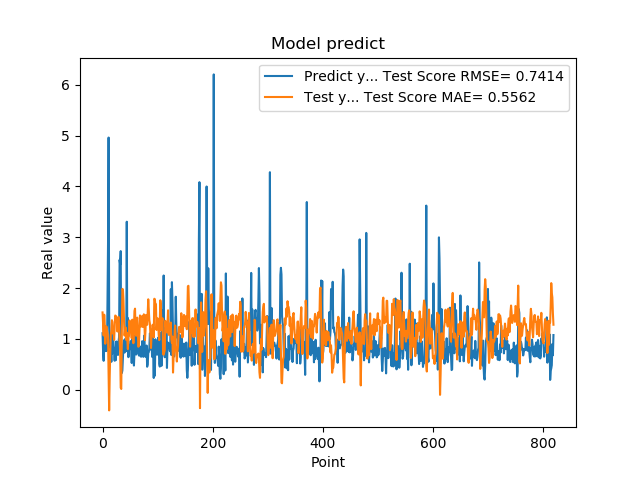 Model predict
Predict y... Test Score RMSE= 0.7414
Test y... Test Score MAE= 0.5562
6
5
4
3
2
1
0
Real value
0 200 400 600 800
Point